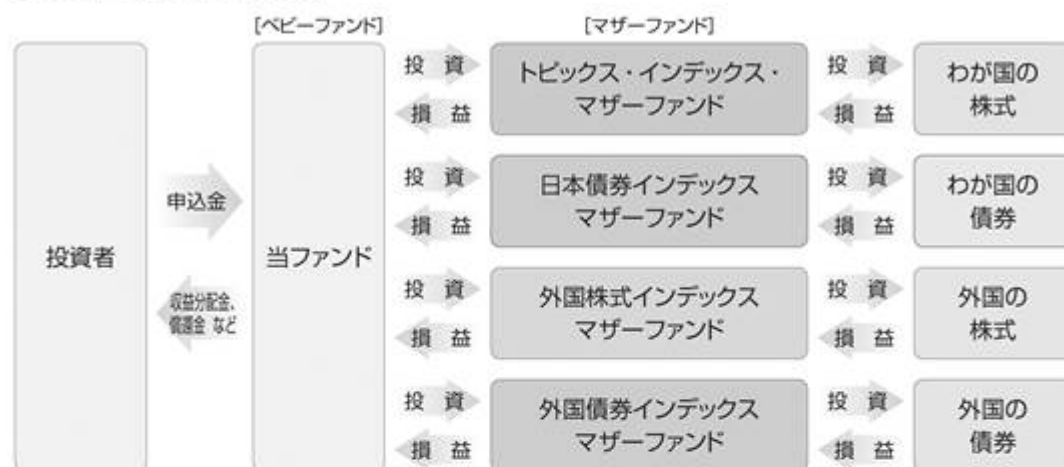 [ベビーファンド]
[マザーファンド]
投資者
申込金
収益分配金、
償還金 など
当ファンド
投 資
損 益
トピックス・インデックス・
マザーファンド
投 資
損 益
わが国の
株式
投 資
損 益
日本債券インデックス
マザーファンド
投 資
損 益
わが国の
債券
投 資
損 益
外国株式インデックス
マザーファンド
投 資
損 益
外国の
株式
投 資
損 益
外国債券インデックス
マザーファンド
投 資
損 益
外国の
債券